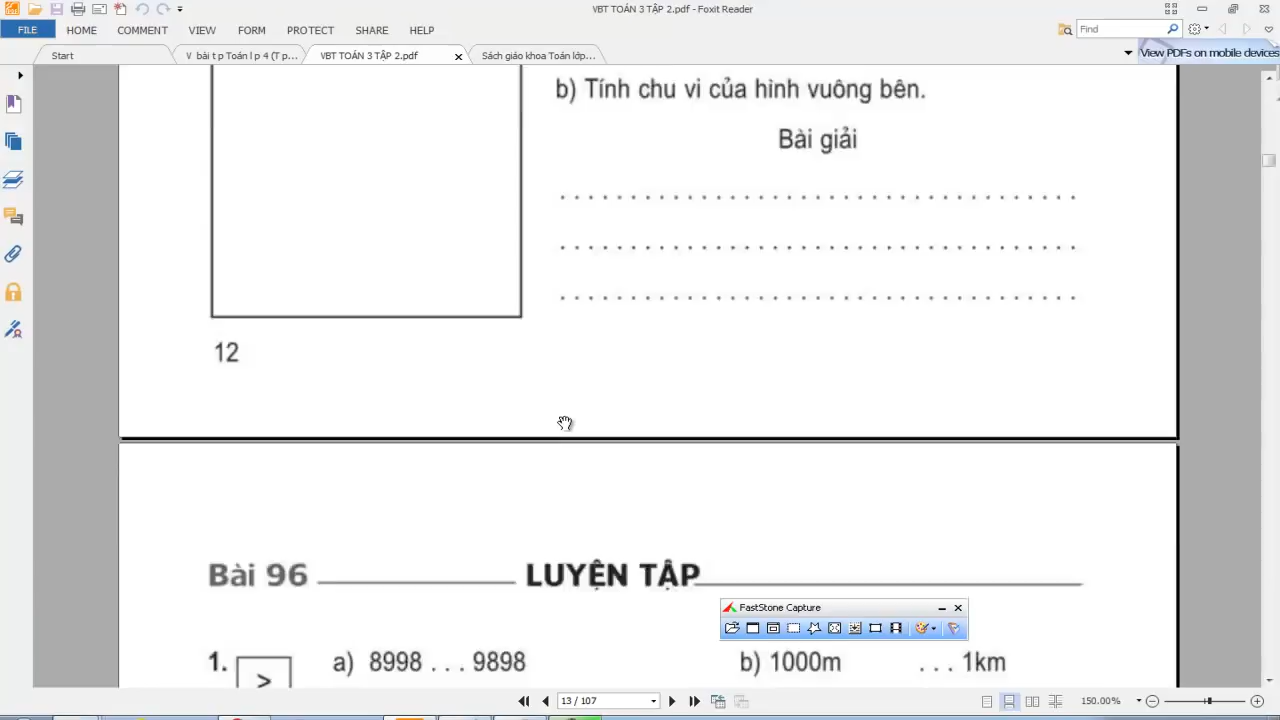 VBT TOÁN 3 TẬP 2.pdf - Foxit Reader
FILE HOME COMMENT VIEW FORM PROTECT SHARE HELP
Find
Start
V bài t p Toán l p 4 (T p...
VBT TOÁN 3 TẬP 2.pdf
Sách giáo khoa Toán lớp...
View PDFs on mobile devices
b) Tính chu vi của hình vuông bên.
Bài giải
12
Bài 96 LUYỆN TẬP
FastStone Capture
1. > a) 8998 . . . 9898 b) 1000m . . . 1km
13 / 107
150.00%